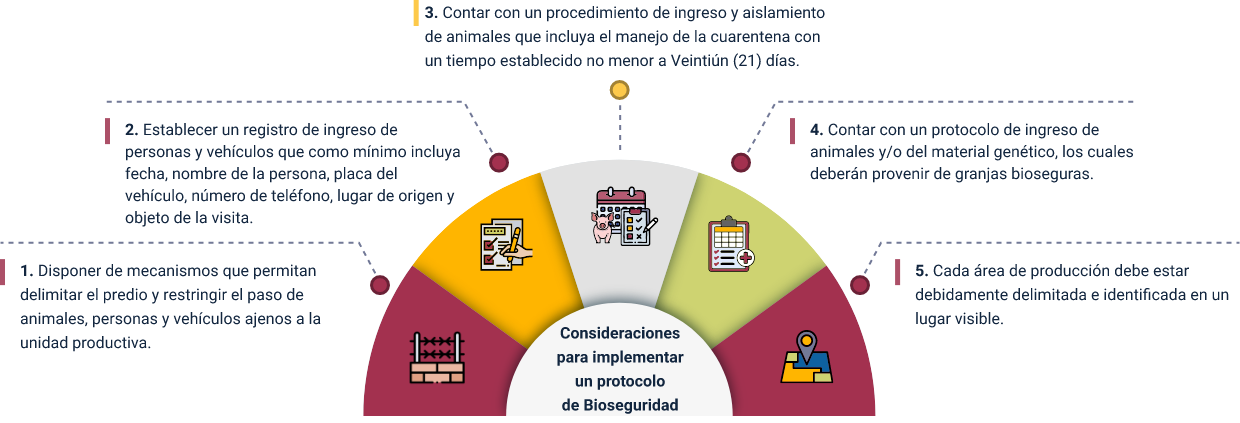 3. Contar con un procedimiento de ingreso y aislamiento
de animales que incluya el manejo de la cuarentena con
un tiempo establecido no menor a Veintiún (21) días.
2. Establecer un registro de ingreso de
personas y vehículos que como mínimo incluya
fecha, nombre de la persona, placa del
vehículo, número de teléfono, lugar de origen y
objeto de la visita.
4. Contar con un protocolo de ingreso de
animales y/o del material genético, los cuales
deberán provenir de granjas bioseguras.
1. Disponer de mecanismos que permitan
delimitar el predio y restringir el paso de
animales, personas y vehículos ajenos a la
unidad productiva.
5. Cada área de producción debe estar
debidamente delimitada e identificada en un
lugar visible.
Consideraciones
para implementar
un protocolo
de Bioseguridad